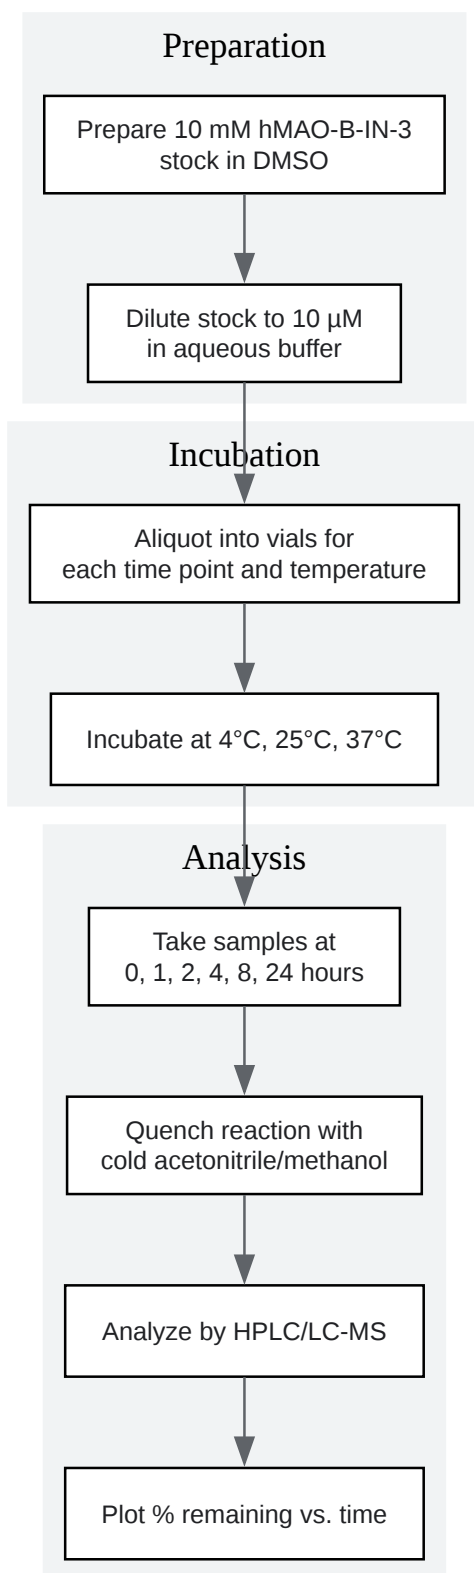 Preparation
Prepare 10 mM hMAO-B-IN-3
stock in DMSO
Dilute stock to 10 µM
in aqueous buffer
Incubation
Aliquot into vials for
each time point and temperature
Incubate at 4°C, 25°C, 37°C
Analysis
Take samples at
0, 1, 2, 4, 8, 24 hours
Quench reaction with
cold acetonitrile/methanol
Analyze by HPLC/LC-MS
Plot % remaining vs. time